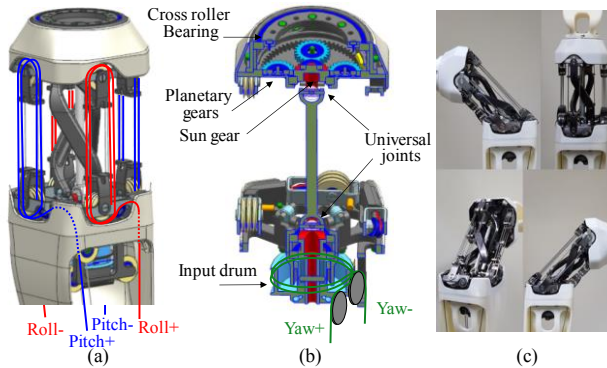 (a)
Cross roller
Bearing
(b)
(c)
Planetary
gears
Sun gear
Universal
joints
Input drum
Roll-
Pitch-
Roll+
Pitch+
Yaw+
Yaw-
(a)
(b)
(c)